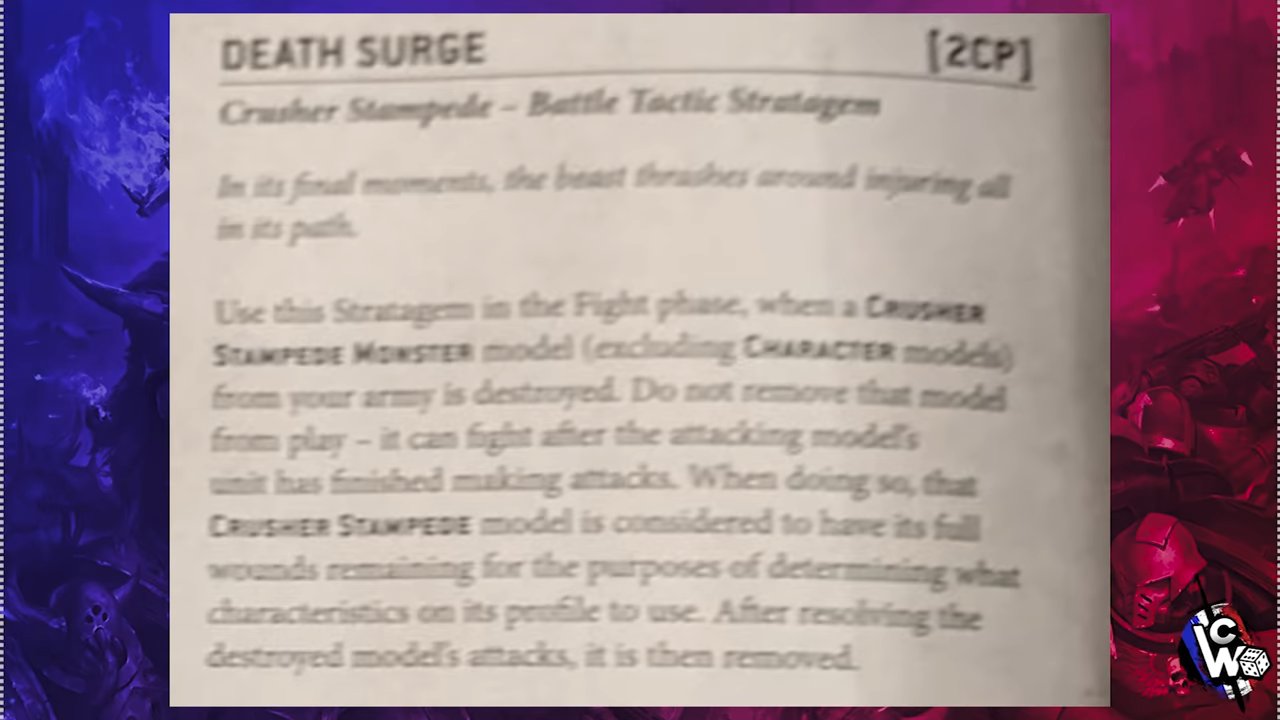 DEATH SURGE [2CP]
Crusher Stampede – Battle Tactic Stratagem
In its final moments, the beast thrashes around injuring all
in its path.
Use this Stratagem in the Fight phase, when a CRUSHER
STAMPEDE MONSTER model (excluding CHARACTER models)
from your army is destroyed. Do not remove that model
from play – it can fight after the attacking model's
unit has finished making attacks. When doing so, that
CRUSHER STAMPEDE model is considered to have its full
wounds remaining for the purposes of determining what
characteristics on its profile to use. After resolving the
destroyed model's attacks, it is then removed.
CW